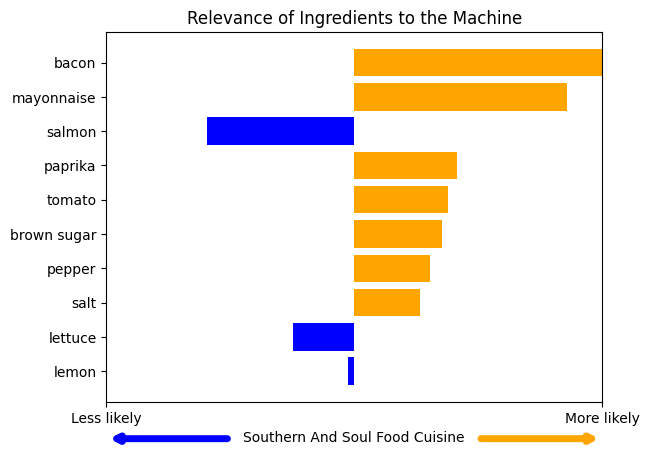 Relevance of Ingredients to the Machine
bacon
mayonnaise
salmon
paprika
tomato
brown sugar
pepper
salt
lettuce
lemon
Less likely
More likely
Southern And Soul Food Cuisine